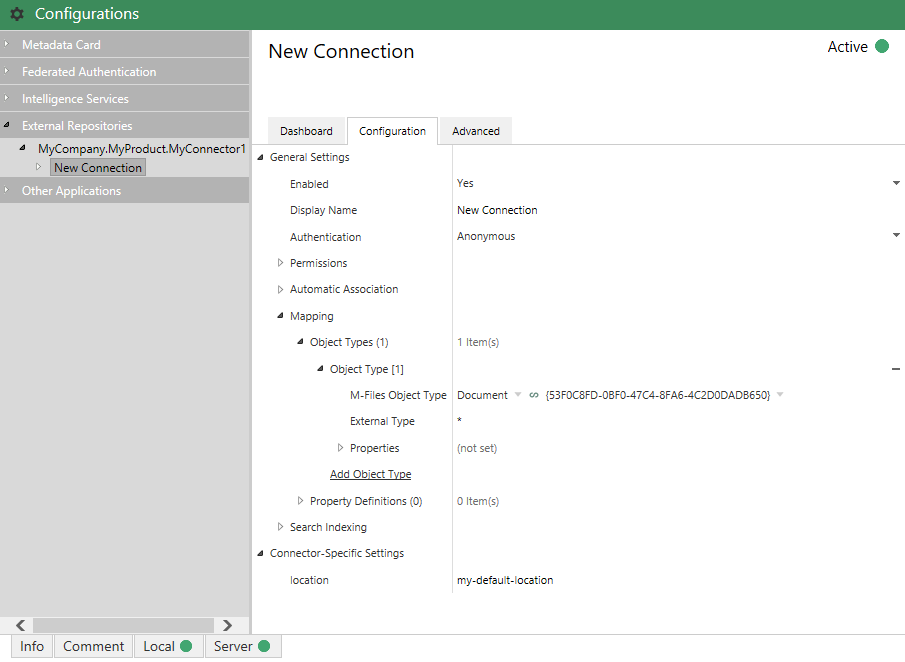 Configurations
Metadata Card
Federated Authentication
Intelligence Services
External Repositories
MyCompany.MyProduct.MyConnector1
New Connection
Other Applications
New Connection
Active
Dashboard Configuration Advanced
General Settings
Enabled Yes
Display Name New Connection
Authentication Anonymous
Permissions
Automatic Association
Mapping
Object Types (1) 1 Item(s)
Object Type [1]
M-Files Object Type Document {53F0C8FD-0BF0-47C4-8FA6-4C2D0DADB650}
External Type *
Properties (not set)
Add Object Type
Property Definitions (0) 0 Item(s)
Search Indexing
Connector-Specific Settings
location my-default-location
Info Comment Local Server